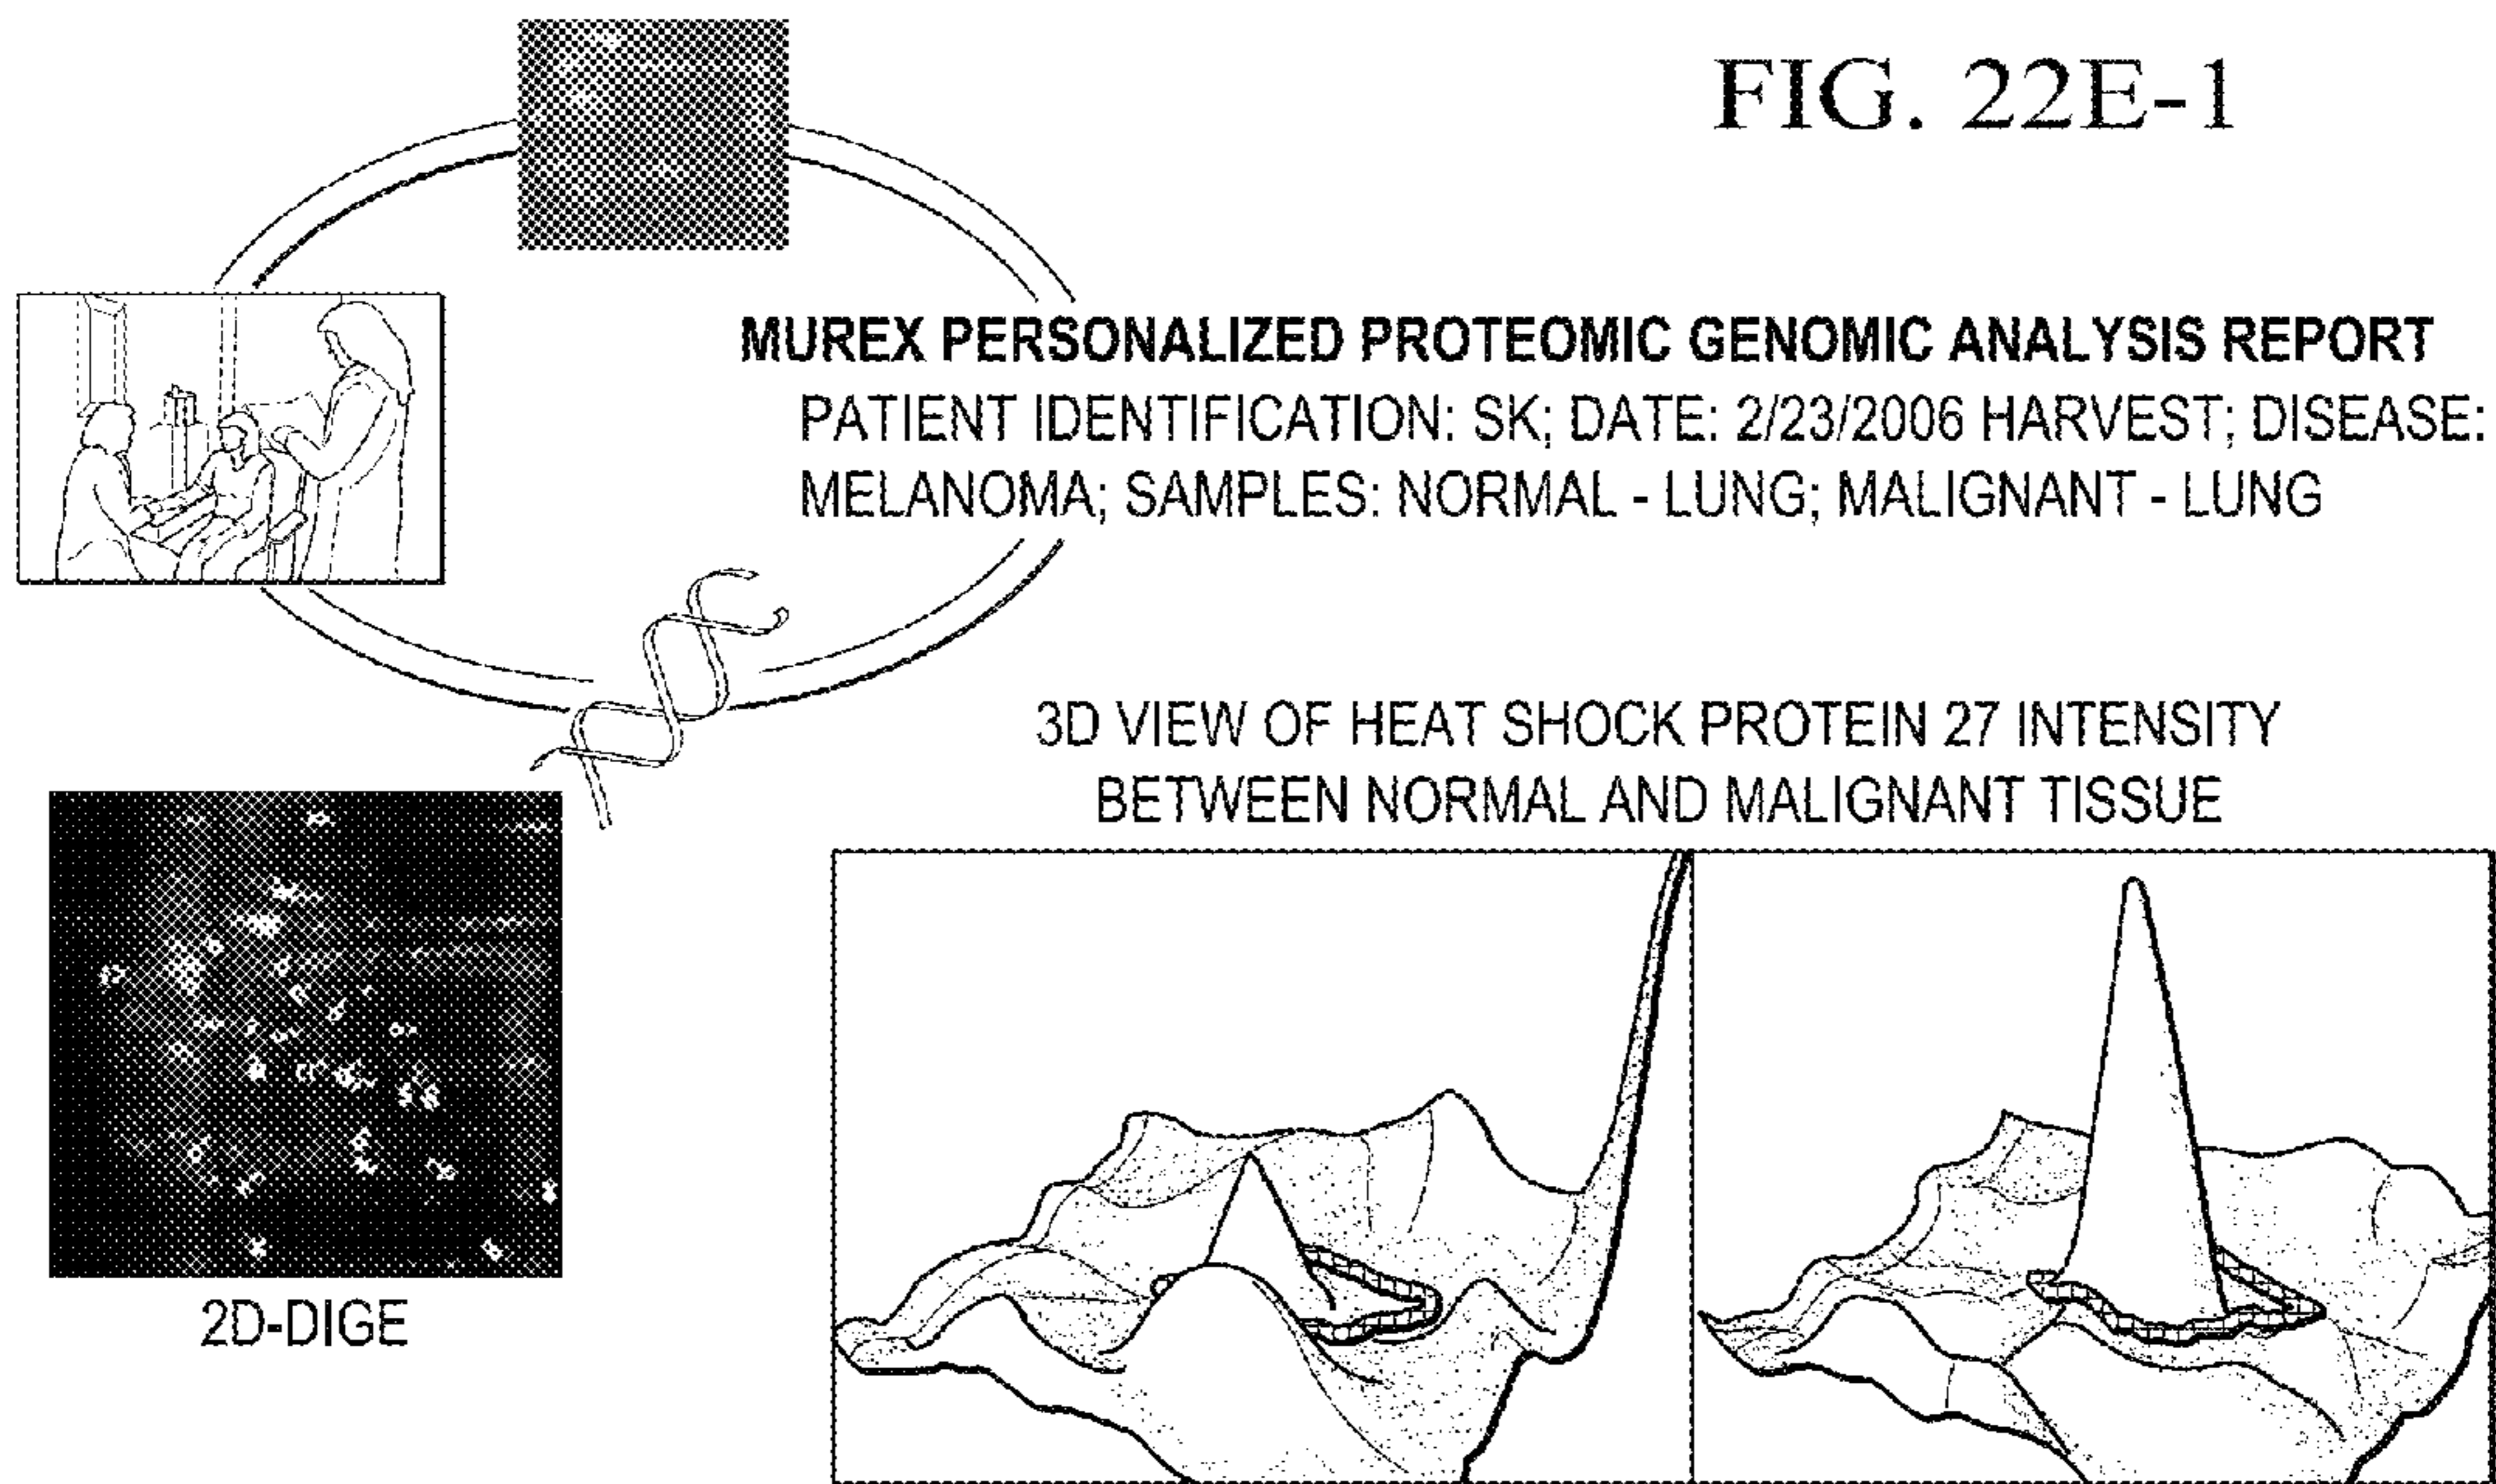 FIG. 22E-1
MUREX PERSONALIZED PROTEOMIC GENOMIC ANALYSIS REPORT
PATIENT IDENTIFICATION: SK; DATE: 2/23/2006 HARVEST; DISEASE:
MELANOMA; SAMPLES: NORMAL - LUNG; MALIGNANT - LUNG
3D VIEW OF HEAT SHOCK PROTEIN 27 INTENSITY
BETWEEN NORMAL AND MALIGNANT TISSUE
2D-DIGE